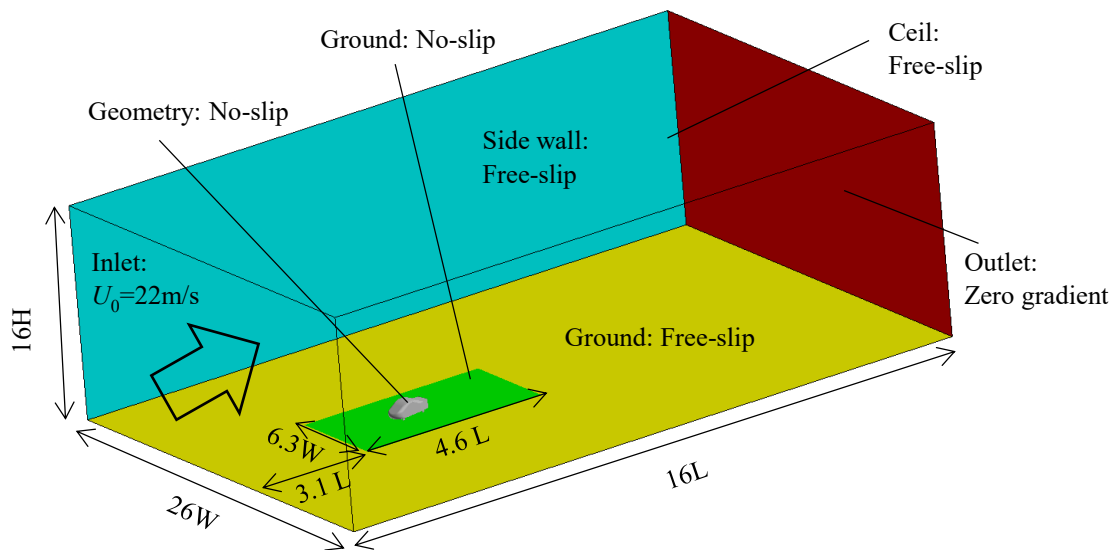 Ground: No-slip
Ceil:
Free-slip
Geometry: No-slip
Side wall:
Free-slip
Inlet:
U₀=22m/s
Outlet:
Zero gradient
16H
Ground: Free-slip
6.3W
4.6 L
3.1 L
16L
26W